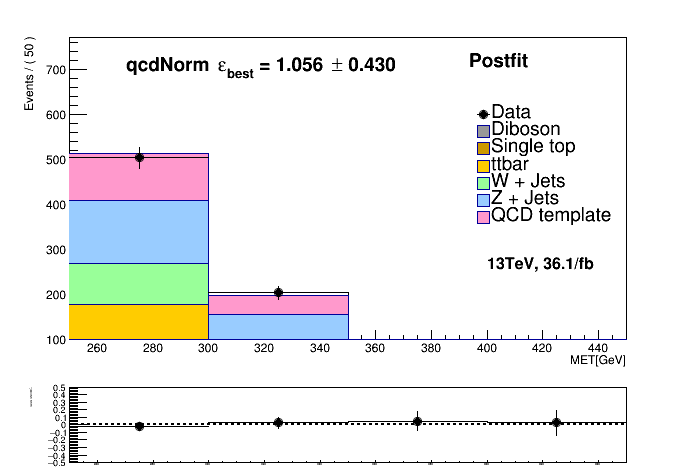 qcdNorm εbest = 1.056 ± 0.430
Postfit
Events / ( 50 )
700
600
500
400
300
200
100
Data
Diboson
Single top
ttbar
W + Jets
Z + Jets
QCD template
13TeV, 36.1/fb
260 280 300 320 340 360 380 400 420 440
MET[GeV]
0.5
0.4
0.3
0.2
0.1
0
−0.1
−0.2
−0.3
−0.4
−0.5